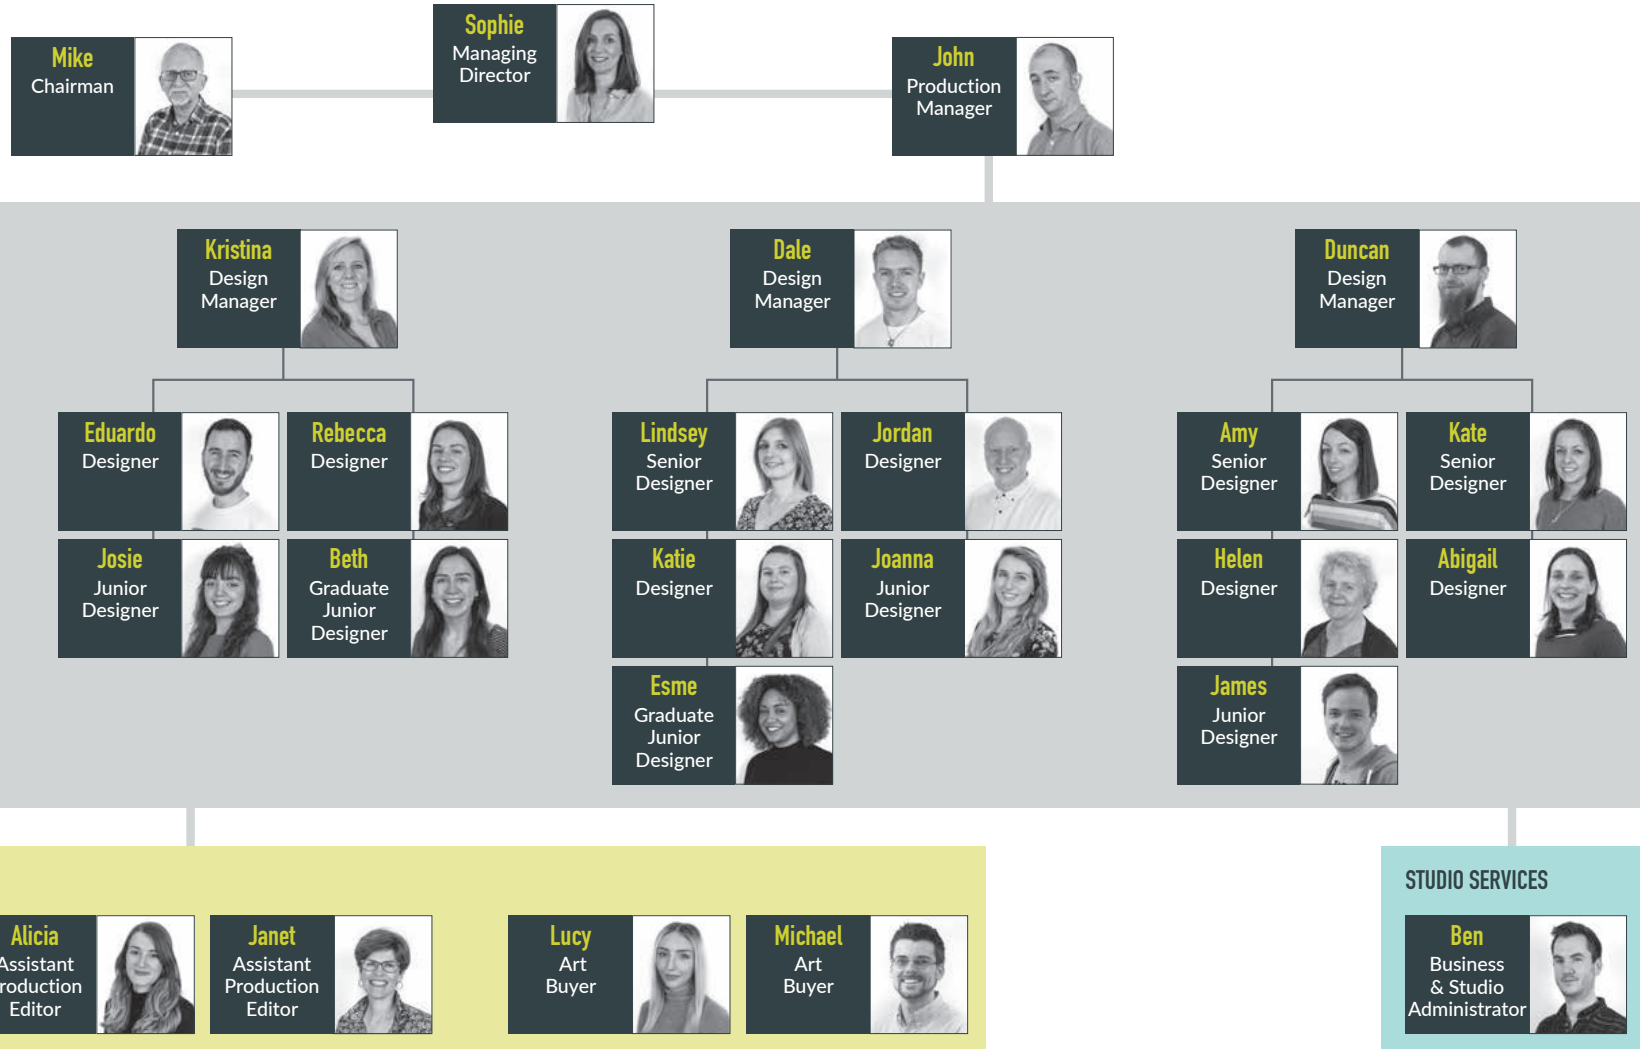 Mike
Chairman
Sophie
Managing
Director
John
Production
Manager
Kristina
Design
Manager
Dale
Design
Manager
Duncan
Design
Manager
Eduardo
Designer
Rebecca
Designer
Lindsey
Senior
Designer
Jordan
Designer
Amy
Senior
Designer
Kate
Senior
Designer
Josie
Junior
Designer
Beth
Graduate
Junior
Designer
Katie
Designer
Joanna
Junior
Designer
Helen
Designer
Abigail
Designer
Esme
Graduate
Junior
Designer
James
Junior
Designer
STUDIO SERVICES
Alicia
Assistant
roduction
Editor
Janet
Assistant
Production
Editor
Lucy
Art
Buyer
Michael
Art
Buyer
Ben
Business
& Studio
Administrator